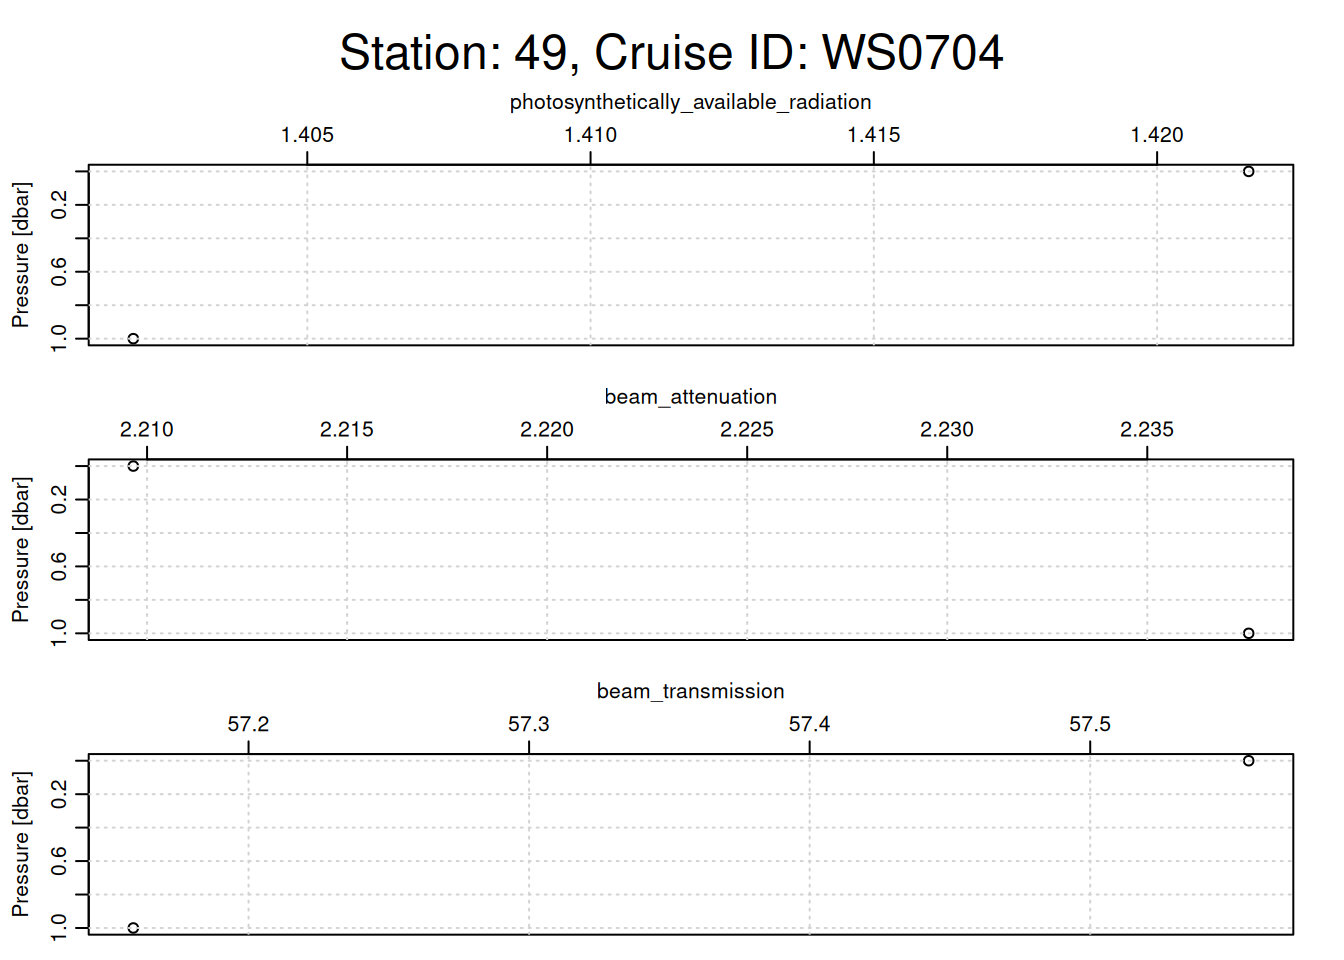 Station: 49, Cruise ID: WS0704
photosynthetically_available_radiation
1.405 1.410 1.415 1.420
Pressure [dbar]
0.2
0.6
1.0
beam_attenuation
2.210 2.215 2.220 2.225 2.230 2.235
Pressure [dbar]
0.2
0.6
1.0
beam_transmission
57.2 57.3 57.4 57.5
Pressure [dbar]
0.2
0.6
1.0